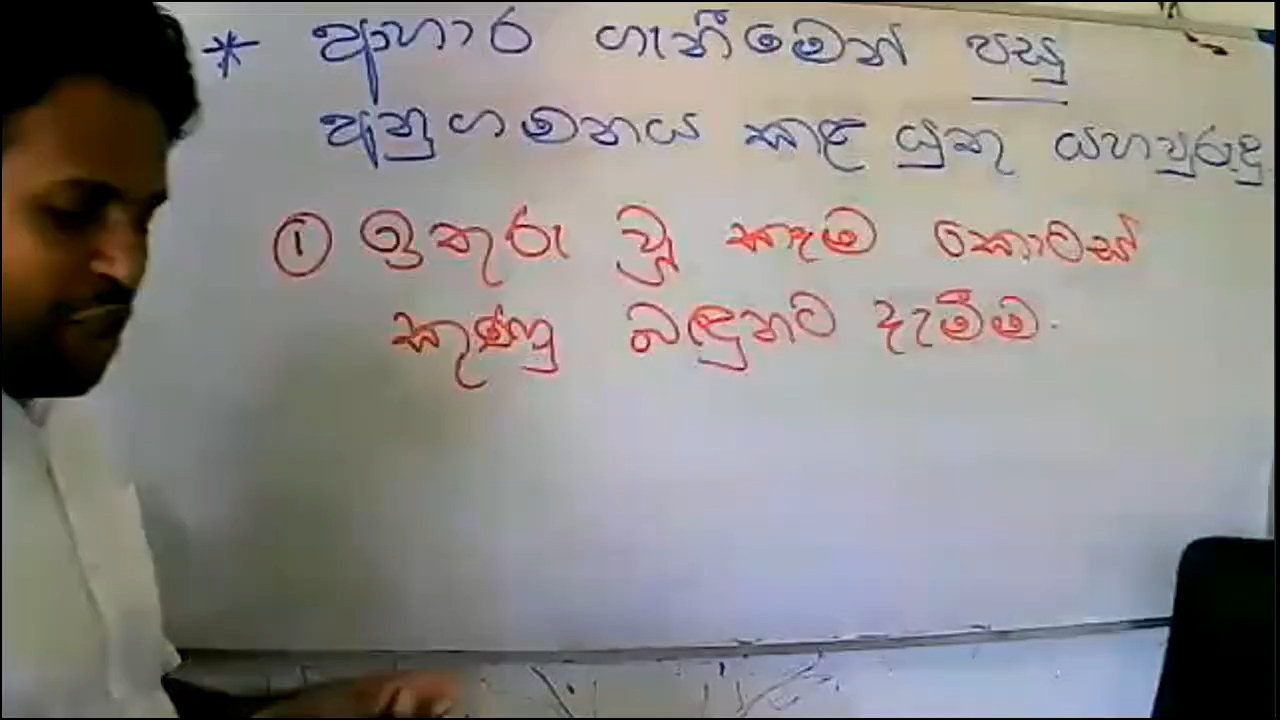 * ආහාර ගැනීමෙන් පසු
අනුගමනය කළ යුතු යහපුරුදු
① ඉතුරු වූ කෑම කොටස්
කුණු බඳුනට දැමීම.